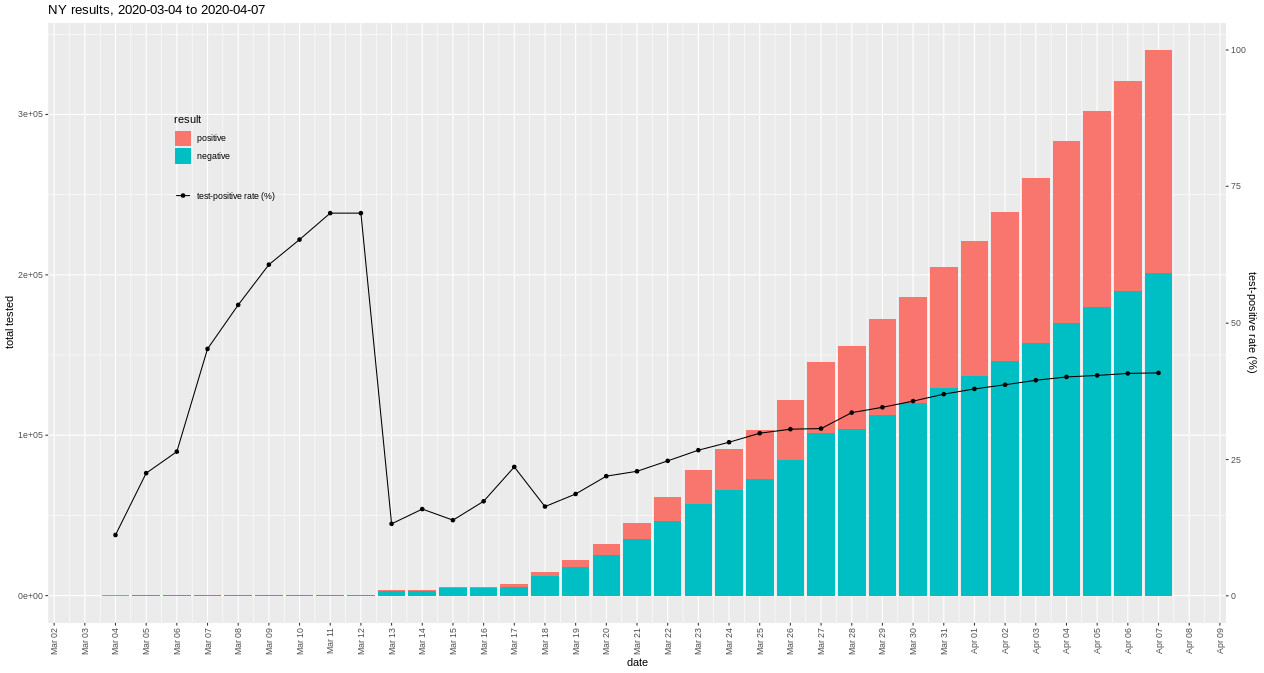 NY results, 2020-03-04 to 2020-04-07
result
positive
negative
test-positive rate (%)
3e+05
2e+05
1e+05
0e+00
total tested
100
75
50
25
0
test-positive rate (%)
Mar 02
Mar 03
Mar 04
Mar 05
Mar 06
Mar 07
Mar 08
Mar 09
Mar 10
Mar 11
Mar 12
Mar 13
Mar 14
Mar 15
Mar 16
Mar 17
Mar 18
Mar 19
Mar 20
Mar 21
Mar 22
Mar 23
Mar 24
Mar 25
Mar 26
Mar 27
Mar 28
Mar 29
Mar 30
Mar 31
Apr 01
Apr 02
Apr 03
Apr 04
Apr 05
Apr 06
Apr 07
Apr 08
Apr 09
date